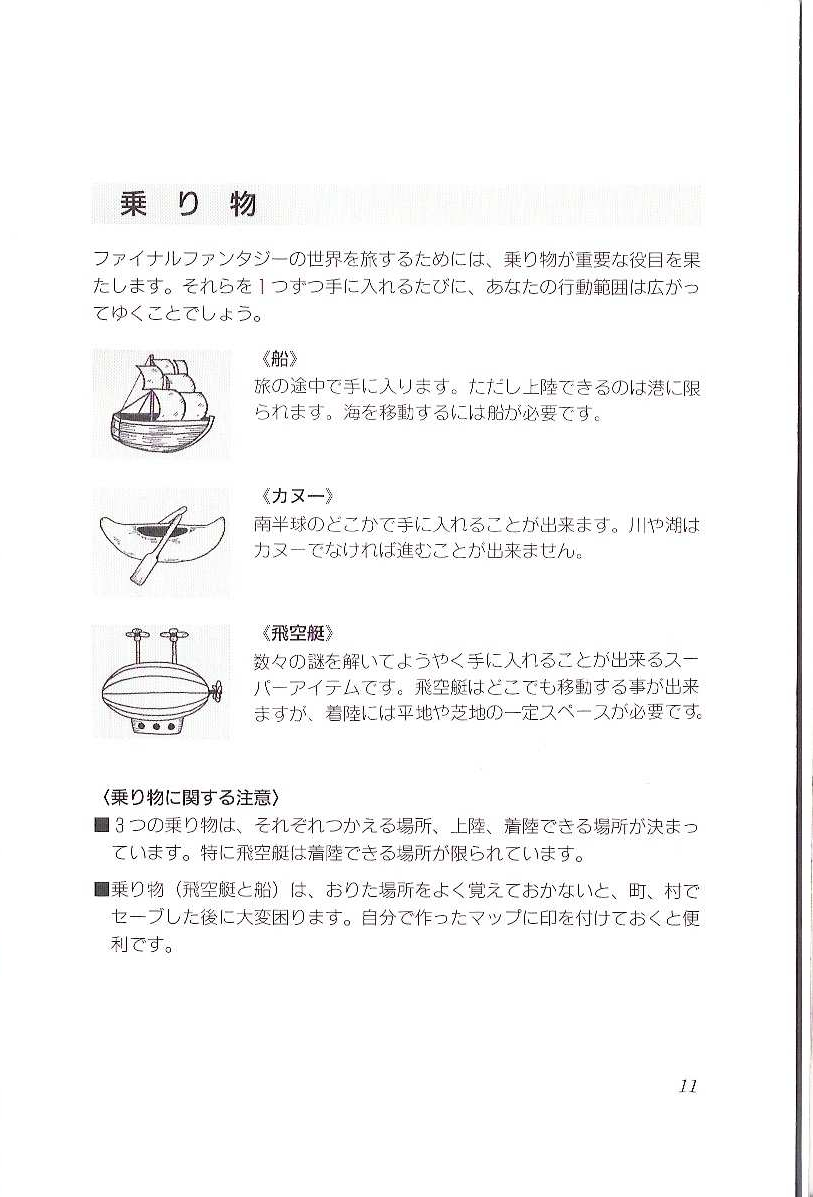 乗り物
ファイナルファンタジーの世界を旅するためには、乗り物が重要な役目を果
たします。それらを1つずつ手に入れるたびに、あなたの行動範囲は広がっ
てゆくことでしょう。
《船》
旅の途中で手に入ります。ただし上陸できるのは港に限
られます。海を移動するには船が必要です。
《カヌー》
南半球のどこかで手に入れることが出来ます。川や湖は
カヌーでなければ進むことが出来ません。
《飛空艇》
数々の謎を解いてようやく手に入れることが出来るスー
パーアイテムです。飛空艇はどこでも移動する事が出来
ますが、着陸には平地や芝地の一定スペースが必要です。
〈乗り物に関する注意〉
■3つの乗り物は、それぞれつかえる場所、上陸、着陸できる場所が決まっ
ています。特に飛空艇は着陸できる場所が限られています。
■乗り物（飛空艇と船）は、おりた場所をよく覚えておかないと、町、村で
セーブした後に大変困ります。自分で作ったマップに印を付けておくと便
利です。
11